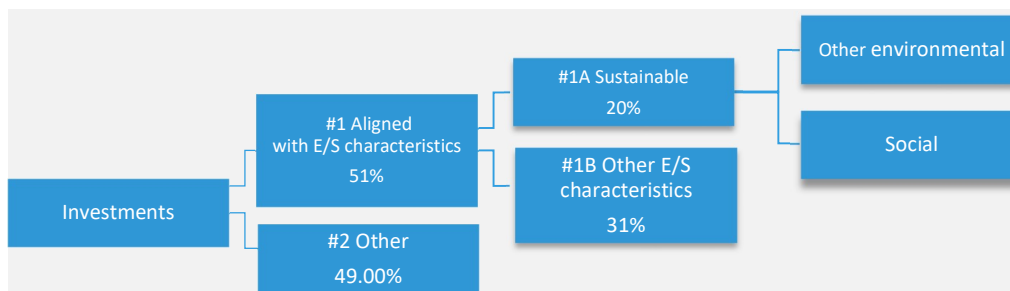 Investments
#1 Aligned
with E/S characteristics
51%
#2 Other
49.00%
#1A Sustainable
20%
#1B Other E/S
characteristics
31%
Other environmental
Social